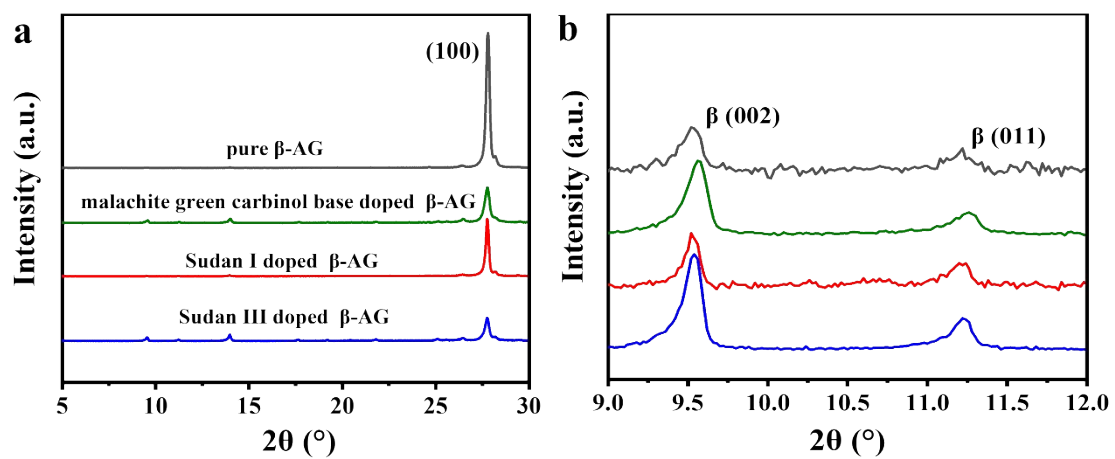 a
Intensity (a.u.)
(100)
pure β-AG
malachite green carbinol base doped β-AG
Sudan I doped β-AG
Sudan III doped β-AG
5 10 15 20 25 30
2θ (°)
b
Intensity (a.u.)
β (002)
β (011)
9.0 9.5 10.0 10.5 11.0 11.5 12.0
2θ (°)